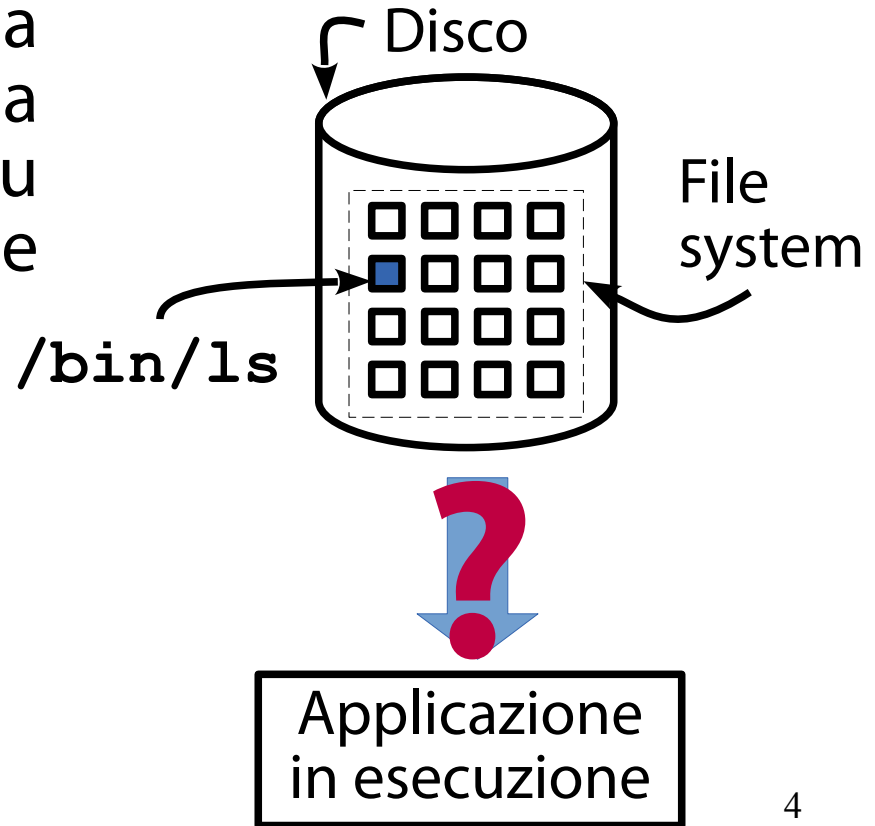 a
a
u
e
Disco
File
system
/bin/ls
?
Applicazione
in esecuzione
4